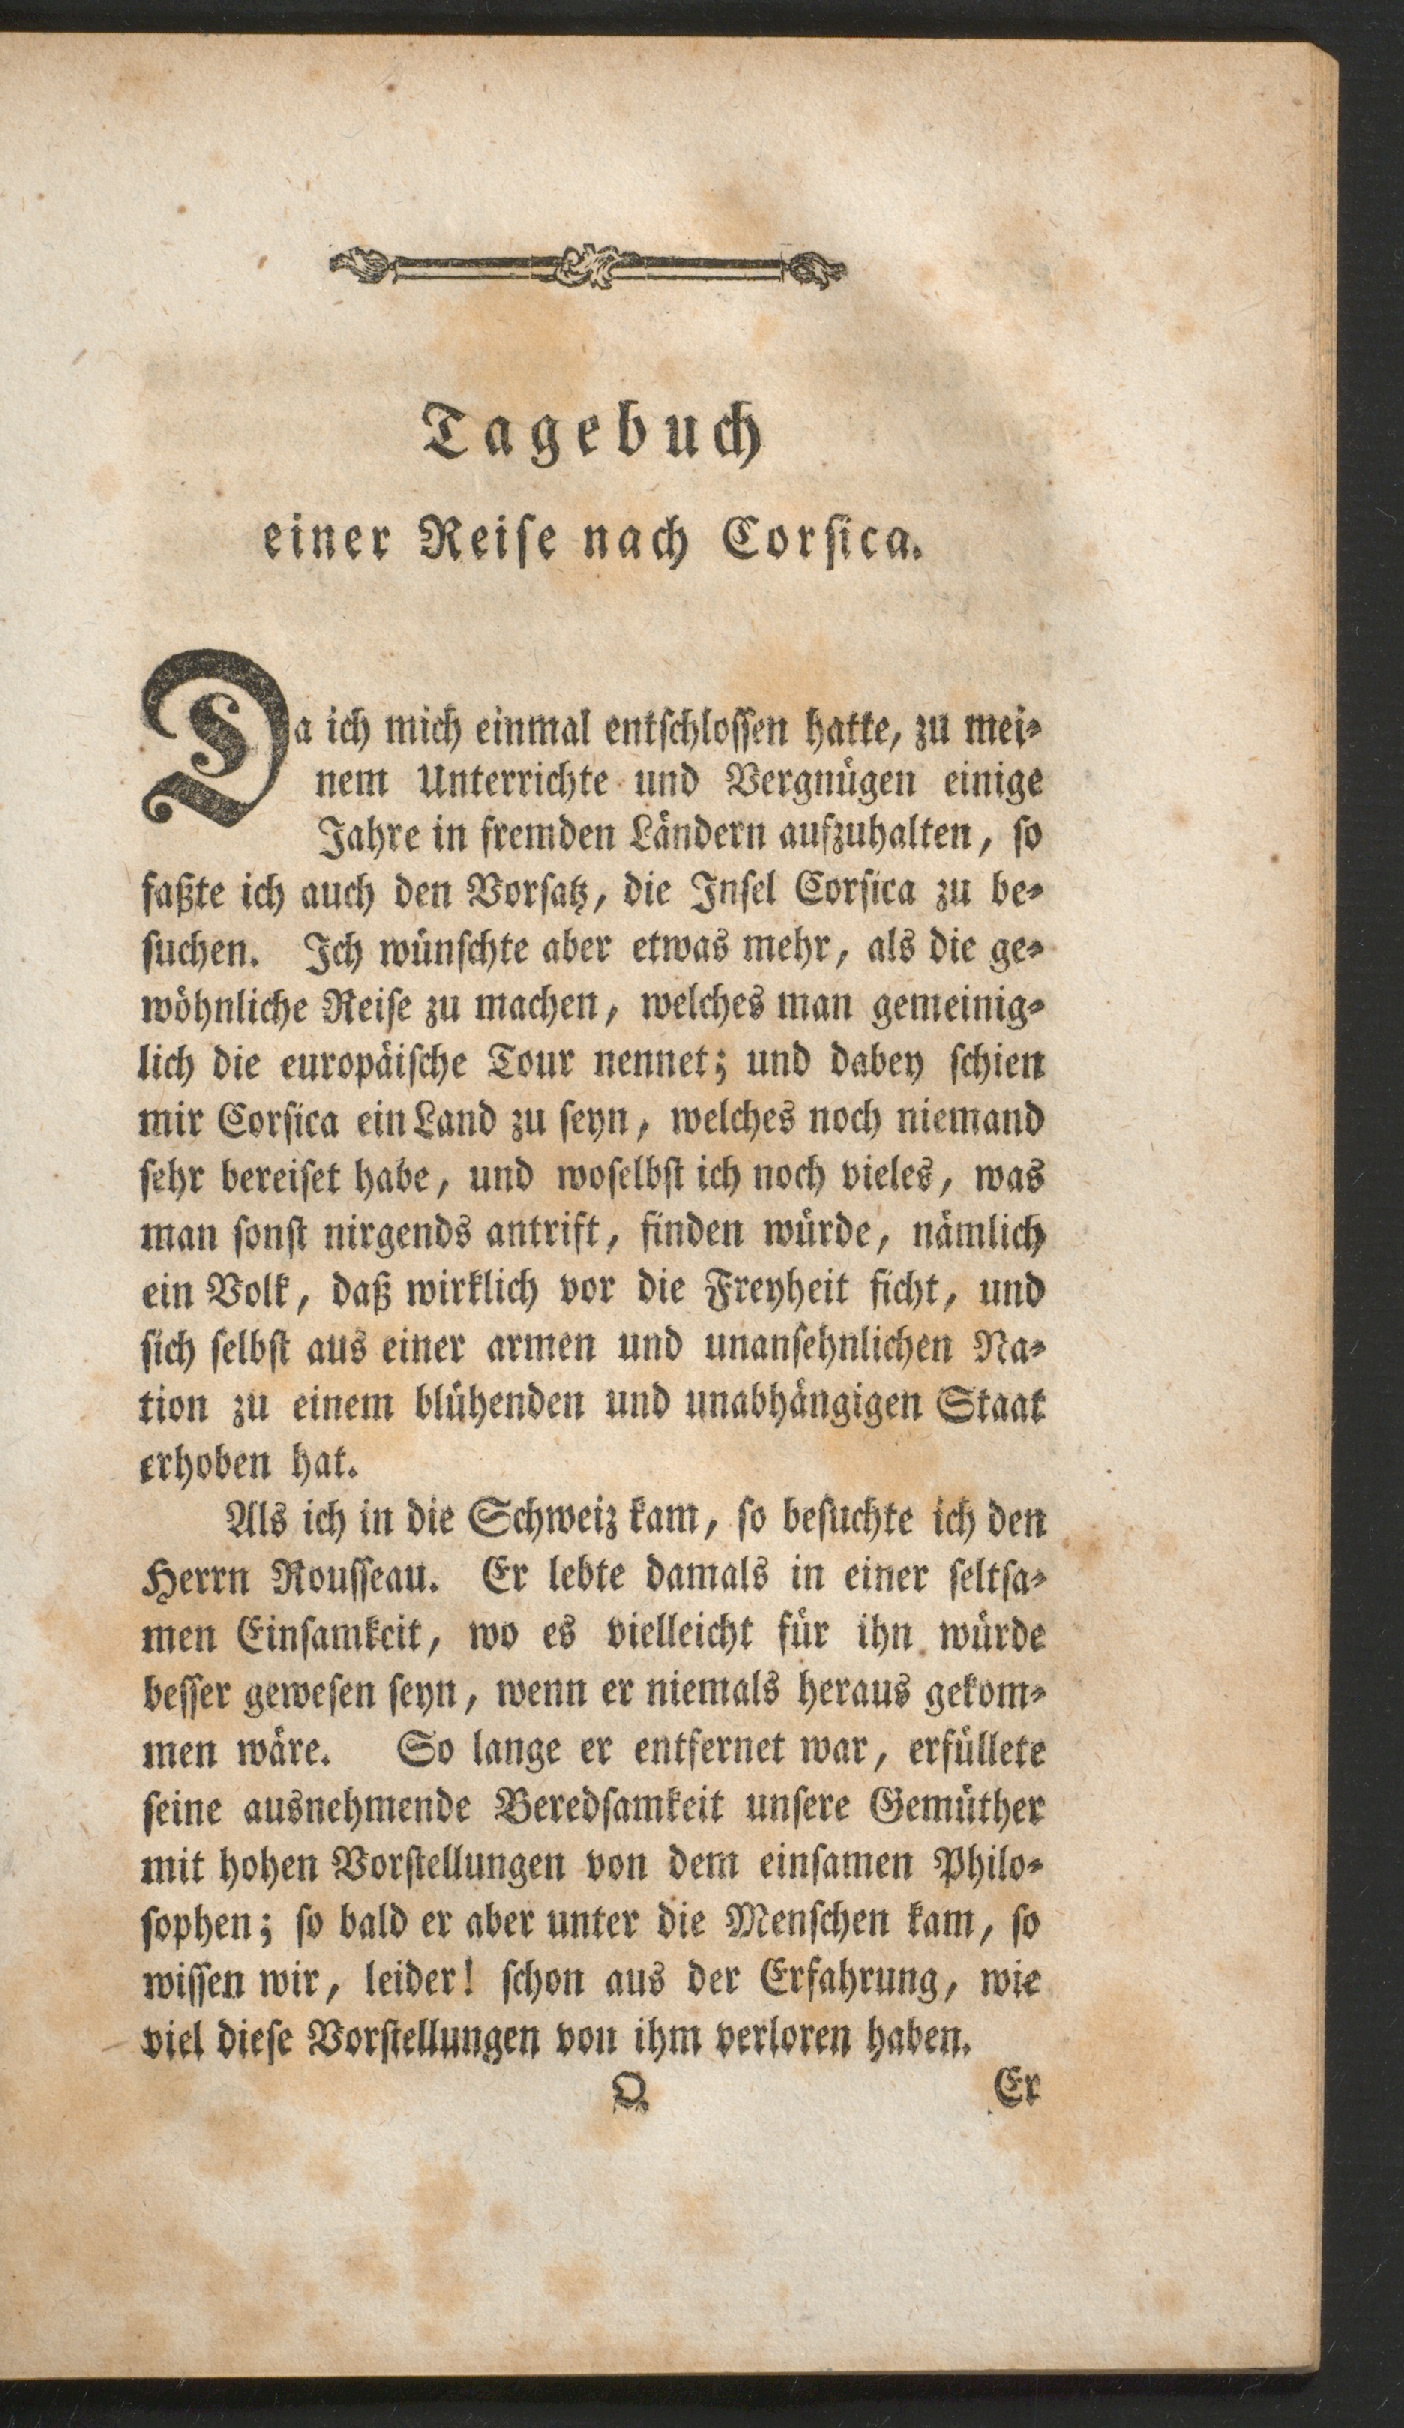 Tagebuch
einer Reiſe nach Corſica.
Da ich mich einmal entſchloſſen hatte, zu mei⸗
nem Unterrichte und Vergnügen einige
Jahre in fremden Ländern aufzuhalten, ſo
faßte ich auch den Vorſatz, die Inſel Corſica zu be⸗
ſuchen. Ich wünſchte aber etwas mehr, als die ge⸗
wöhnliche Reiſe zu machen, welches man gemeinig⸗
lich die europäiſche Tour nennet; und dabey ſchien
mir Corſica ein Land zu ſeyn, welches noch niemand
ſehr bereiſet habe, und woſelbſt ich noch vieles, was
man ſonſt nirgends antrift, finden würde, nämlich
ein Volk, daß wirklich vor die Freyheit ficht, und
ſich ſelbſt aus einer armen und unanſehnlichen Na⸗
tion zu einem blühenden und unabhängigen Staat
erhoben hat.
Als ich in die Schweiz kam, ſo beſuchte ich den
Herrn Rouſſeau. Er lebte damals in einer ſeltſa⸗
men Einſamkeit, wo es vielleicht für ihn würde
beſſer geweſen ſeyn, wenn er niemals heraus gekom⸗
men wäre. So lange er entfernet war, erfüllete
ſeine ausnehmende Beredſamkeit unſere Gemüther
mit hohen Vorſtellungen von dem einſamen Philo⸗
ſophen; ſo bald er aber unter die Menſchen kam, ſo
wiſſen wir, leider! ſchon aus der Erfahrung, wie
viel dieſe Vorſtellungen von ihm verloren haben.
Q Er